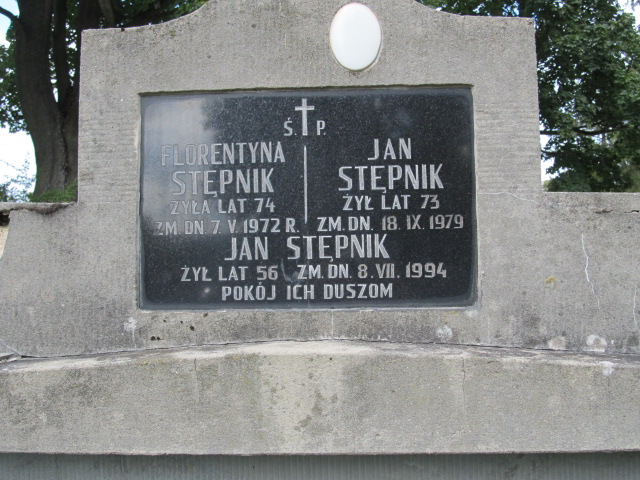 Ś. P.
FLORENTYNA
STĘPNIK
ŻYŁA LAT 74
ZM. DN. 7. V. 1972 R.
JAN
STĘPNIK
ŻYŁ LAT 73
ZM. DN. 18. IX. 1979
JAN STĘPNIK
ŻYŁ LAT 56 ZM. DN. 8. VII. 1994
POKÓJ ICH DUSZOM